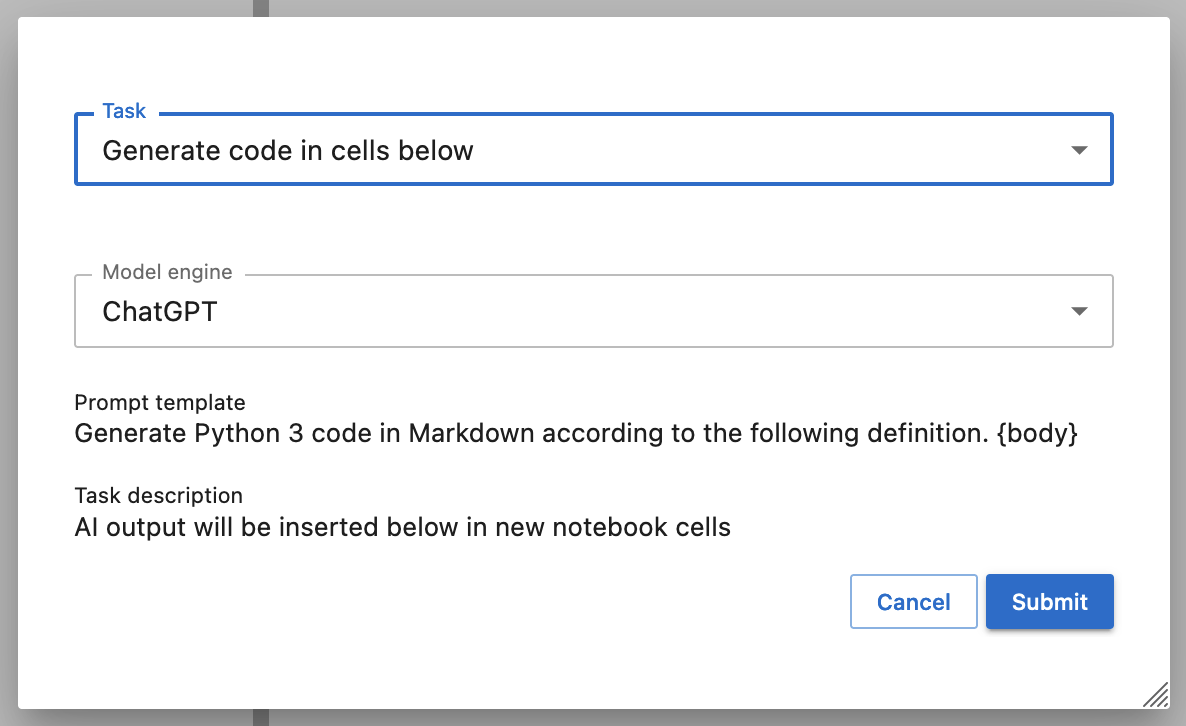 Task
Generate code in cells below
Model engine
ChatGPT
Prompt template
Generate Python 3 code in Markdown according to the following definition. {body}
Task description
AI output will be inserted below in new notebook cells
Cancel Submit